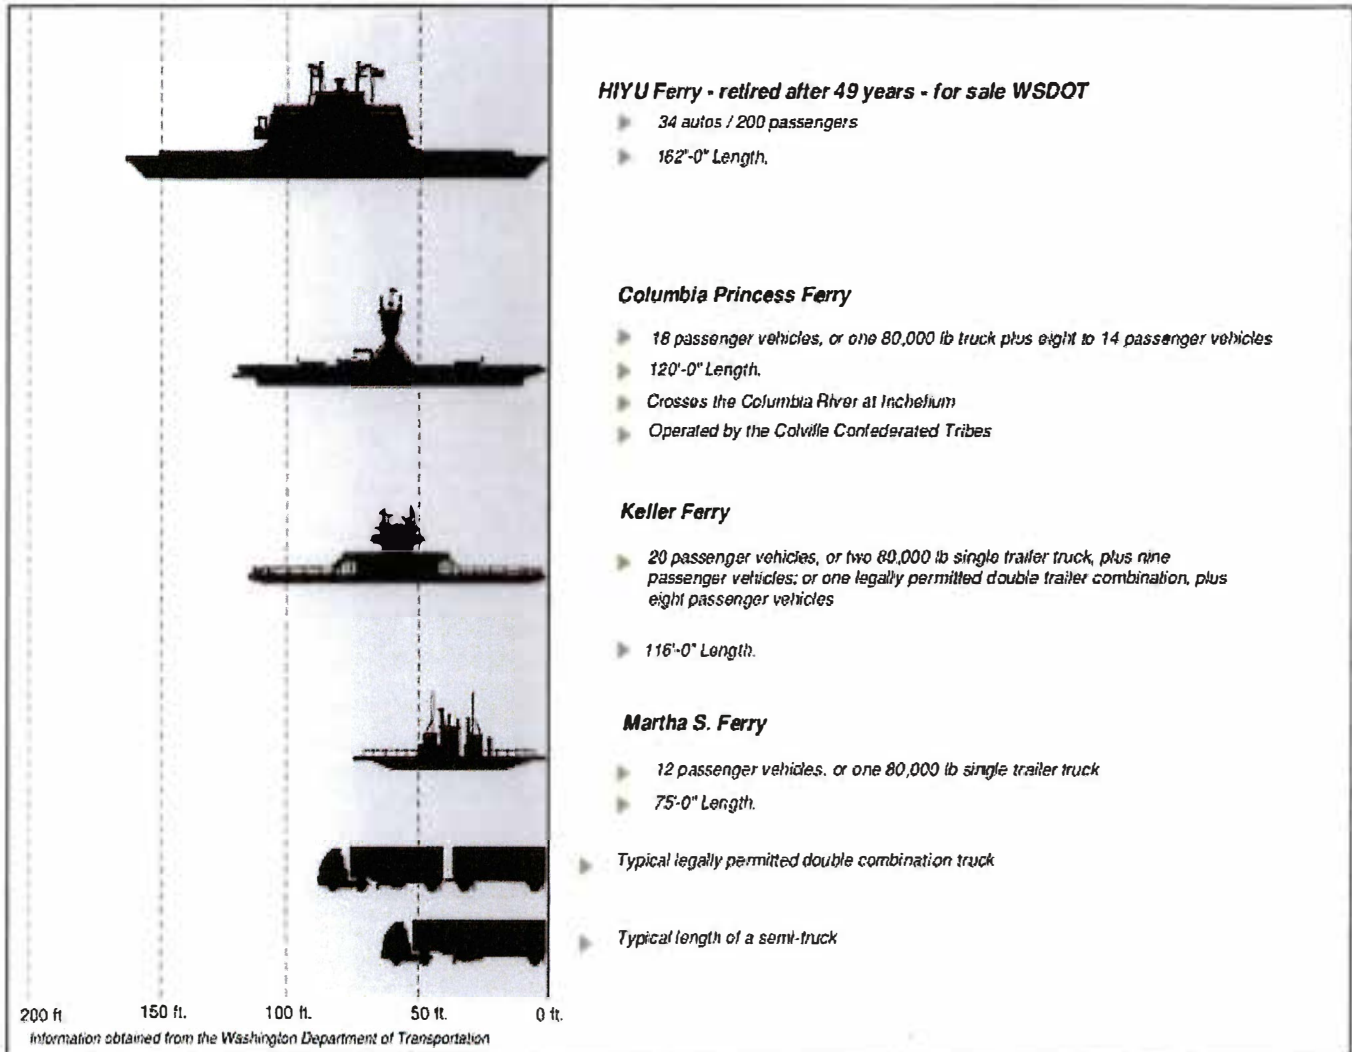 HIYU Ferry - retired after 49 years - for sale WSDOT
34 autos / 200 passengers
162'-0" Length.
Columbia Princess Ferry
18 passenger vehicles, or one 80,000 lb truck plus eight to 14 passenger vehicles
120'-0" Length.
Crosses the Columbia River at Inchelium
Operated by the Colville Confederated Tribes
Keller Ferry
20 passenger vehicles, or two 80,000 lb single trailer truck, plus nine
passenger vehicles; or one legally permitted double trailer combination, plus
eight passenger vehicles
116'-0" Length.
Martha S. Ferry
12 passenger vehicles, or one 80,000 lb single trailer truck
75'-0" Length.
Typical legally permitted double combination truck
Typical length of a semi-truck
200 ft 150 ft. 100 ft. 50 ft. 0 ft.
Information obtained from the Washington Department of Transportation